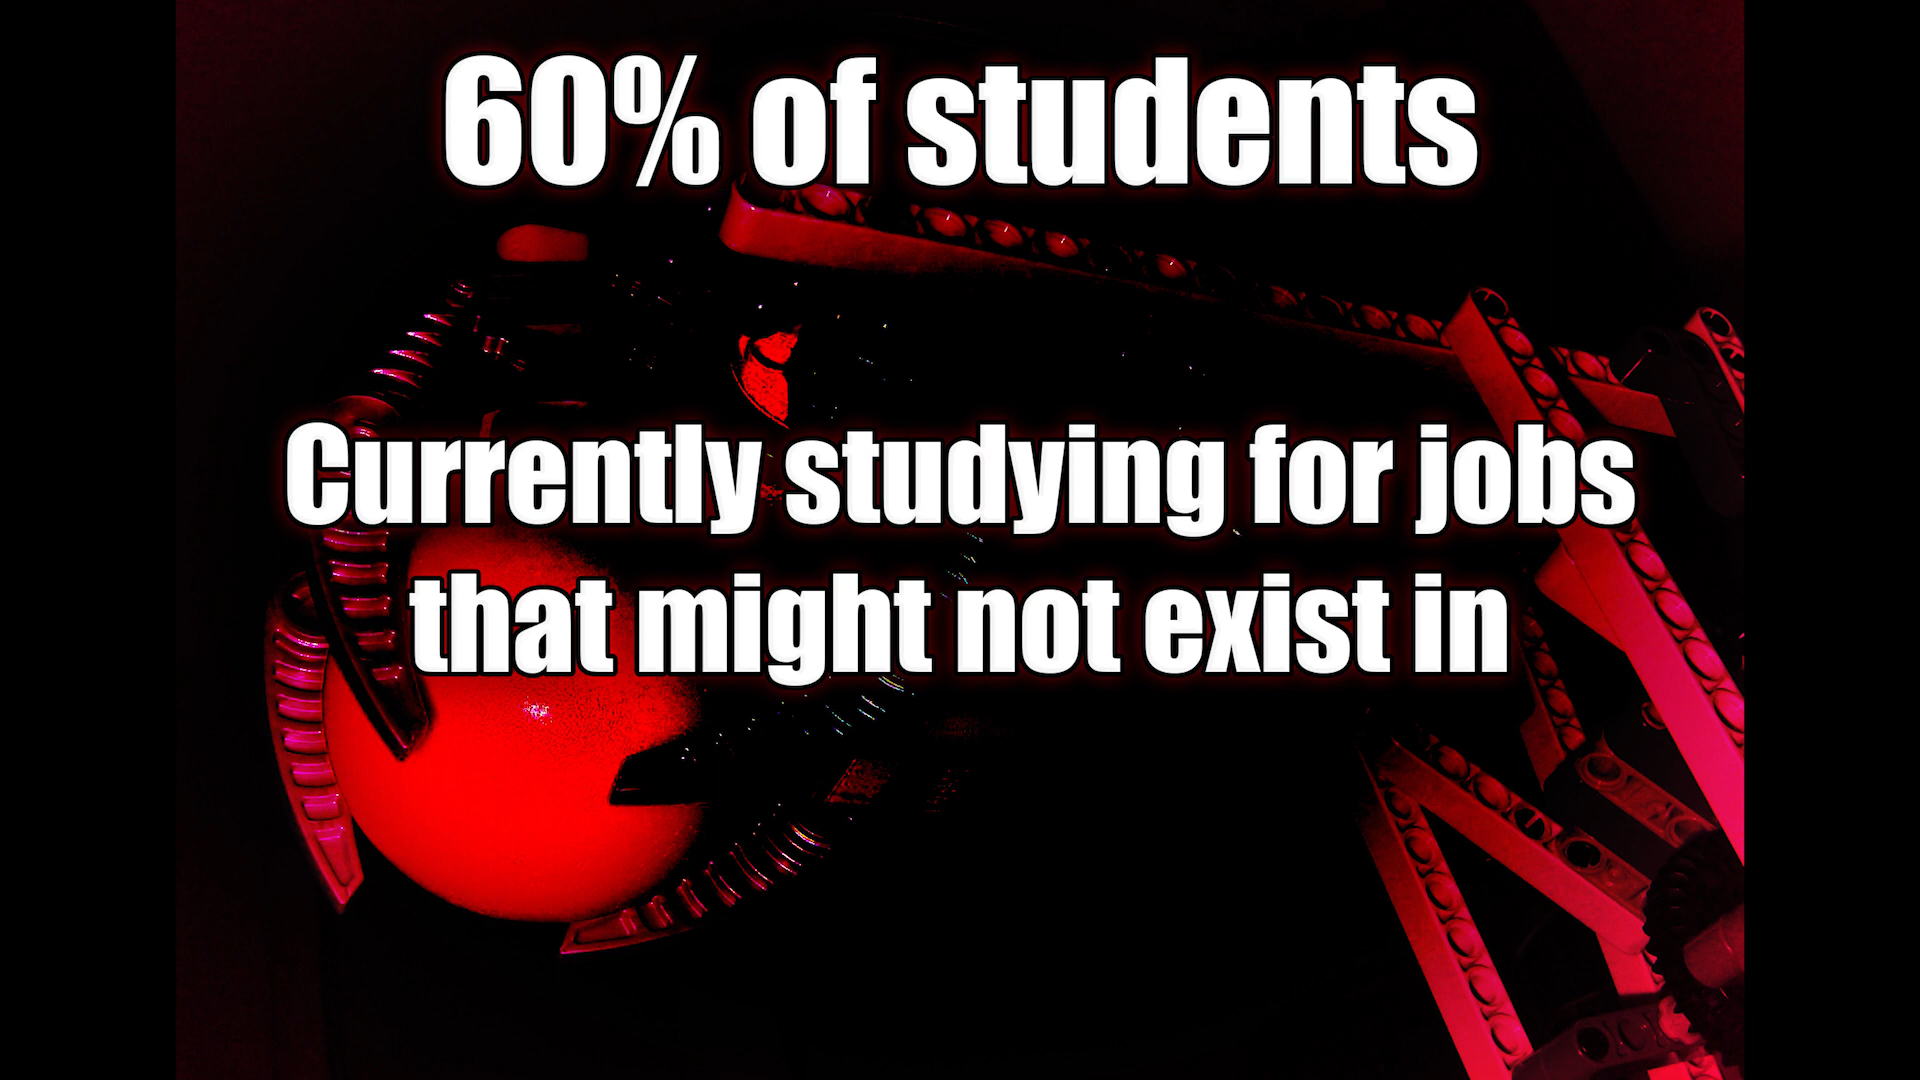 60% of students
Currently studying for jobs
that might not exist in